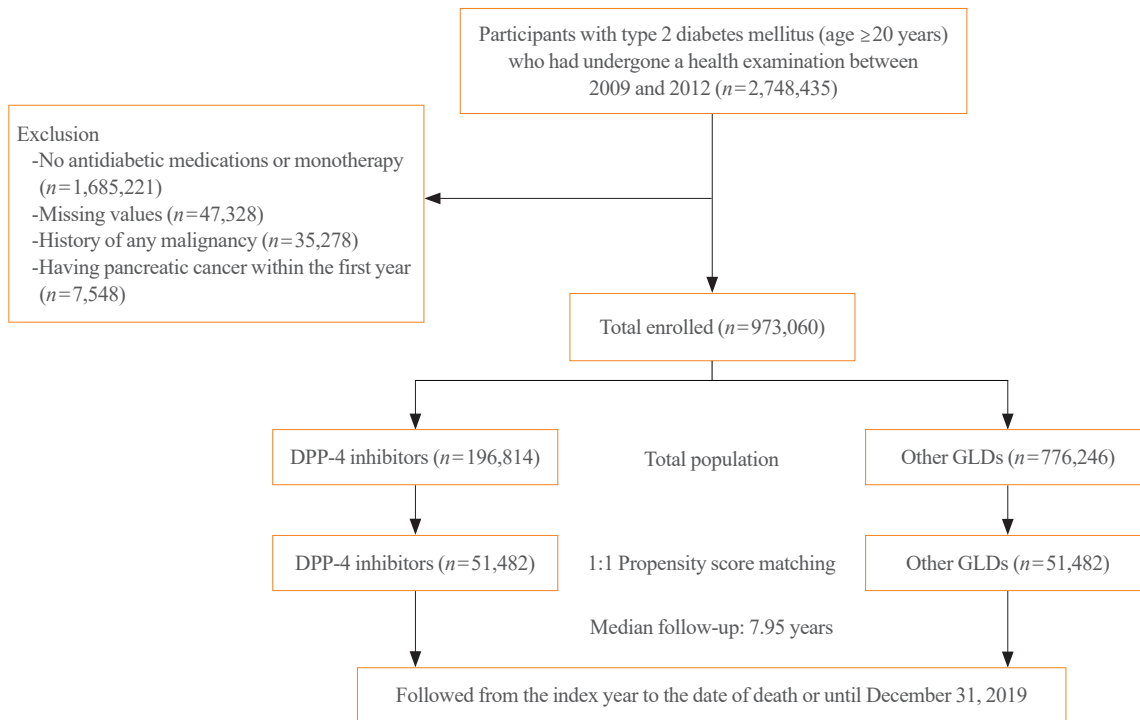 Participants with type 2 diabetes mellitus (age ≥20 years)
who had undergone a health examination between
2009 and 2012 (n=2,748,435)
Exclusion
-No antidiabetic medications or monotherapy
(n=1,685,221)
-Missing values (n=47,328)
-History of any malignancy (n=35,278)
-Having pancreatic cancer within the first year
(n=7,548)
Total enrolled (n=973,060)
DPP-4 inhibitors (n=196,814)
Total population
Other GLDs (n=776,246)
DPP-4 inhibitors (n=51,482)
1:1 Propensity score matching
Other GLDs (n=51,482)
Median follow-up: 7.95 years
Followed from the index year to the date of death or until December 31, 2019